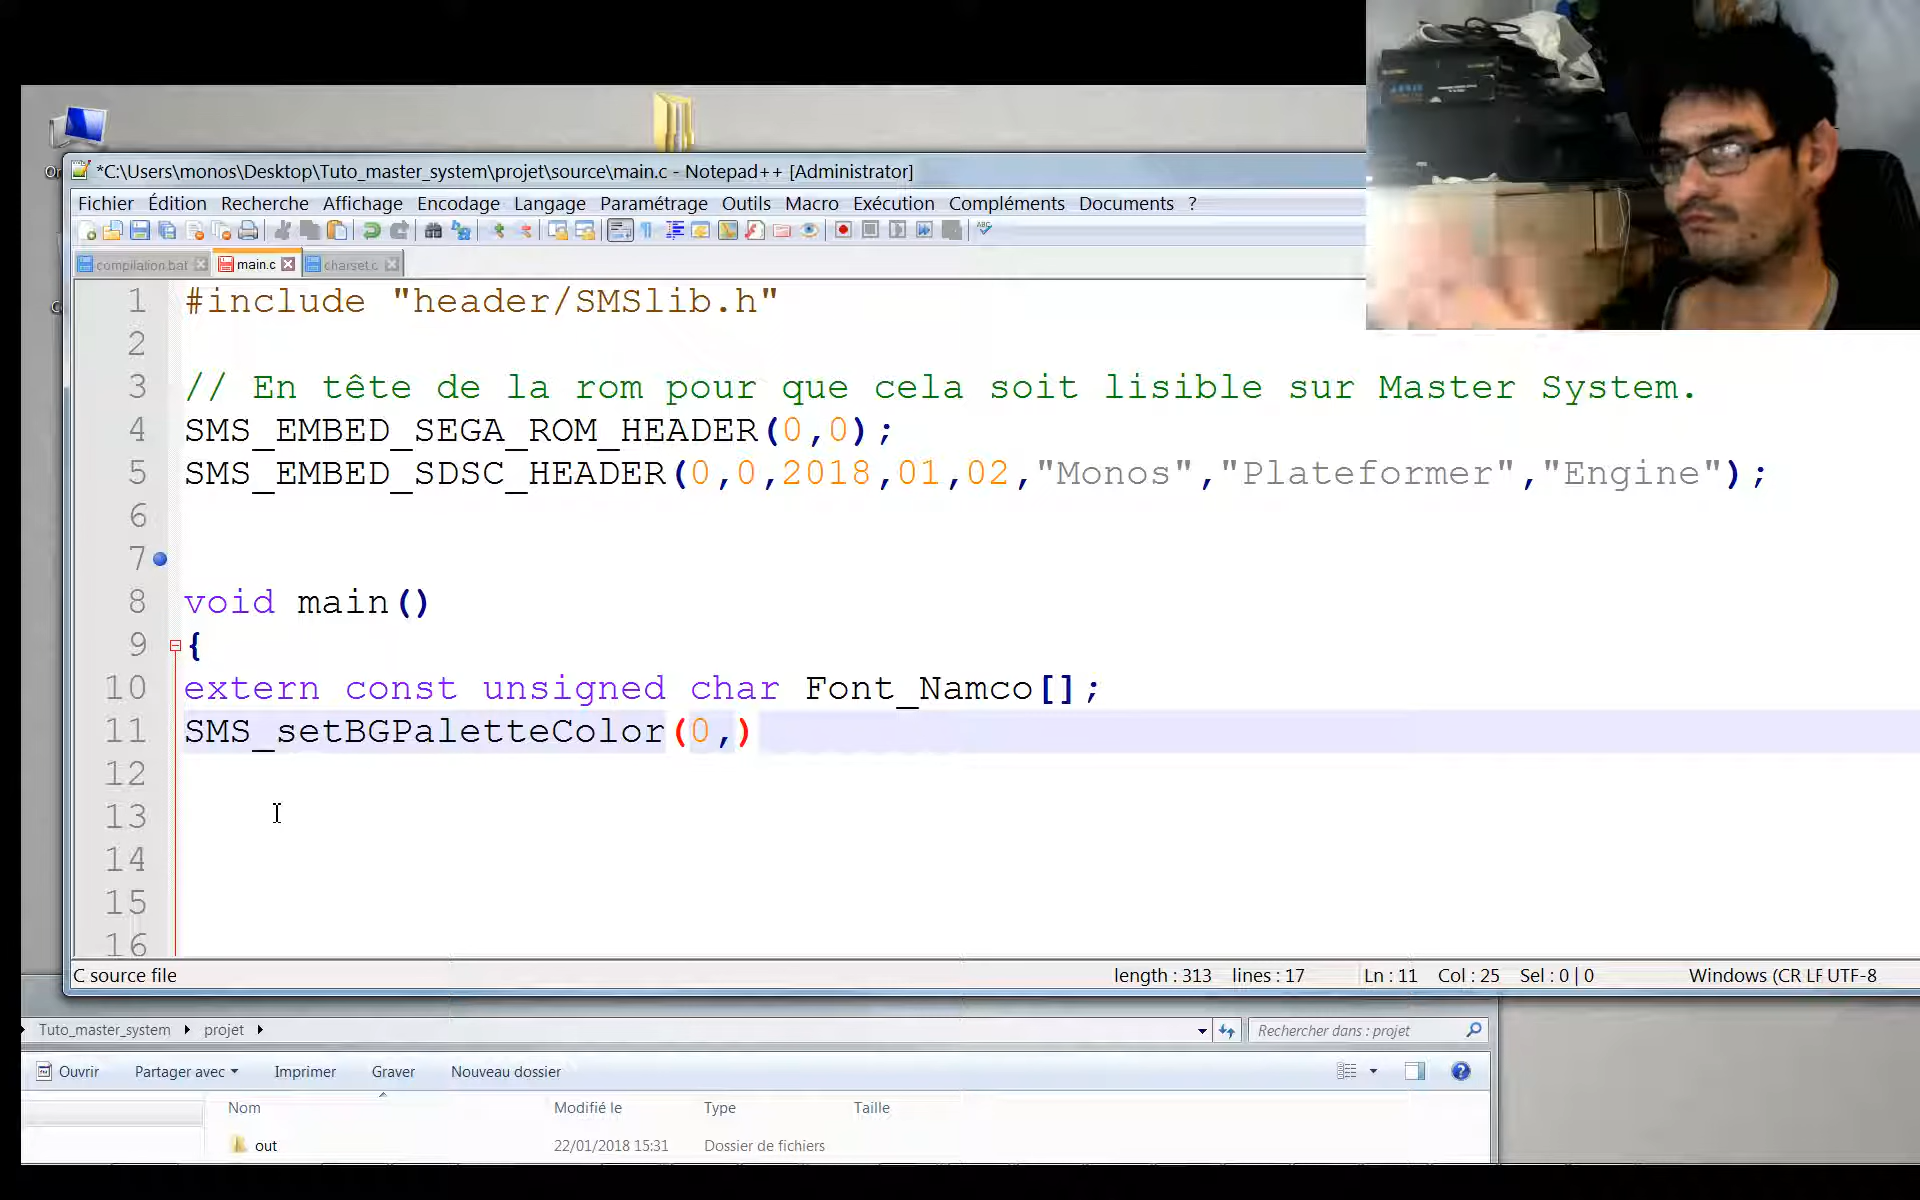 *C:\Users\monos\Desktop\Tuto_master_system\projet\source\main.c - Notepad++ [Administrator]
Fichier Édition Recherche Affichage Encodage Langage Paramétrage Outils Macro Exécution Compléments Documents ?
compilation.bat main.c charset.c
1 #include "header/SMSlib.h"
2
3 // En tête de la rom pour que cela soit lisible sur Master System.
4 SMS_EMBED_SEGA_ROM_HEADER(0,0);
5 SMS_EMBED_SDSC_HEADER(0,0,2018,01,02,"Monos","Plateformer","Engine");
6
7
8 void main()
9 {
10 extern const unsigned char Font_Namco[];
11 SMS_setBGPaletteColor(0,)
12
13
14
15
16
C source file length : 313 lines : 17 Ln : 11 Col : 25 Sel : 0 | 0 Windows (CR LF UTF-8
Tuto_master_system projet Rechercher dans : projet
Ouvrir Partager avec Imprimer Graver Nouveau dossier
Nom Modifié le Type Taille
out 22/01/2018 15:31 Dossier de fichiers